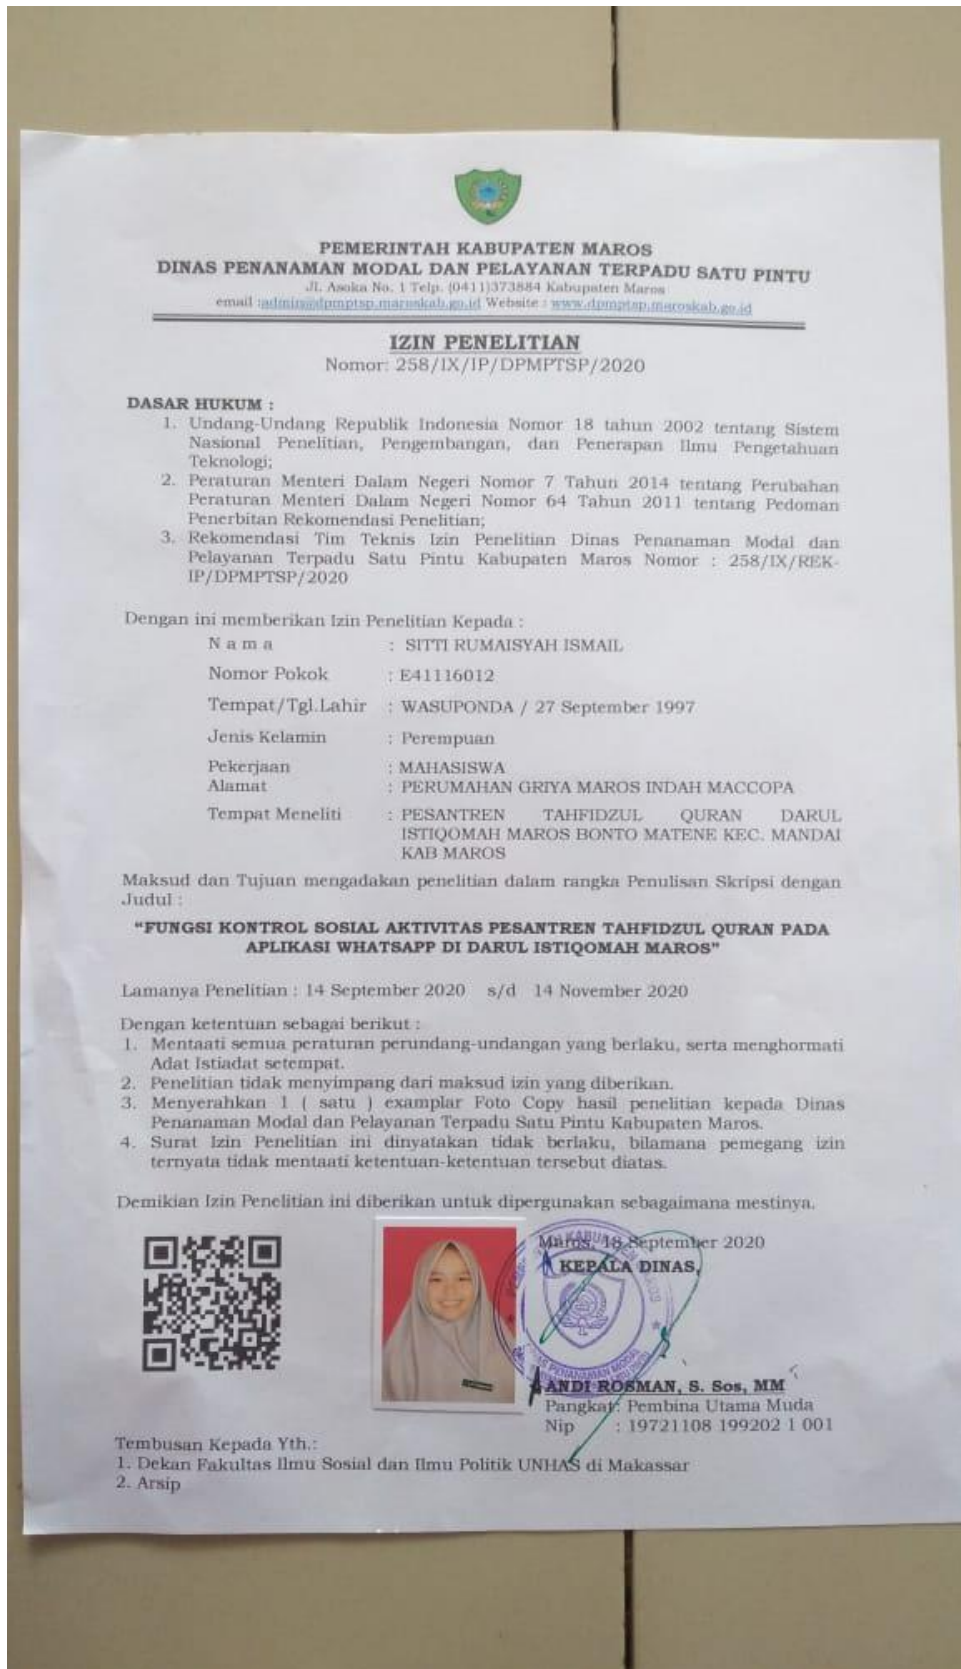 PEMERINTAH KABUPATEN MAROS
DINAS PENANAMAN MODAL DAN PELAYANAN TERPADU SATU PINTU
Jl. Asoka No. 1 Telp. (0411)373884 Kabupaten Maros
email :admin@dpmptsp.maroskab.go.id Website : www.dpmptsp.maroskab.go.id
IZIN PENELITIAN
Nomor: 258/IX/IP/DPMPTSP/2020
DASAR HUKUM :
1. Undang-Undang Republik Indonesia Nomor 18 tahun 2002 tentang Sistem
Nasional Penelitian, Pengembangan, dan Penerapan Ilmu Pengetahuan
Teknologi;
2. Peraturan Menteri Dalam Negeri Nomor 7 Tahun 2014 tentang Perubahan
Peraturan Menteri Dalam Negeri Nomor 64 Tahun 2011 tentang Pedoman
Penerbitan Rekomendasi Penelitian;
3. Rekomendasi Tim Teknis Izin Penelitian Dinas Penanaman Modal dan
Pelayanan Terpadu Satu Pintu Kabupaten Maros Nomor : 258/IX/REK-
IP/DPMPTSP/2020
Dengan ini memberikan Izin Penelitian Kepada :
N a m a : SITTI RUMAISYAH ISMAIL
Nomor Pokok : E41116012
Tempat/Tgl.Lahir : WASUPONDA / 27 September 1997
Jenis Kelamin : Perempuan
Pekerjaan : MAHASISWA
Alamat : PERUMAHAN GRIYA MAROS INDAH MACCOPA
Tempat Meneliti : PESANTREN TAHFIDZUL QURAN DARUL
ISTIQOMAH MAROS BONTO MATENE KEC. MANDAI
KAB MAROS
Maksud dan Tujuan mengadakan penelitian dalam rangka Penulisan Skripsi dengan
Judul :
"FUNGSI KONTROL SOSIAL AKTIVITAS PESANTREN TAHFIDZUL QURAN PADA
APLIKASI WHATSAPP DI DARUL ISTIQOMAH MAROS"
Lamanya Penelitian : 14 September 2020 s/d 14 November 2020
Dengan ketentuan sebagai berikut :
1. Mentaati semua peraturan perundang-undangan yang berlaku, serta menghormati
Adat Istiadat setempat.
2. Penelitian tidak menyimpang dari maksud izin yang diberikan.
3. Menyerahkan 1 ( satu ) examplar Foto Copy hasil penelitian kepada Dinas
Penanaman Modal dan Pelayanan Terpadu Satu Pintu Kabupaten Maros.
4. Surat Izin Penelitian ini dinyatakan tidak berlaku, bilamana pemegang izin
ternyata tidak mentaati ketentuan-ketentuan tersebut diatas.
Demikian Izin Penelitian ini diberikan untuk dipergunakan sebagaimana mestinya.
Maros, 18 September 2020
KEPALA DINAS,
ANDI ROSMAN, S. Sos, MM
Pangkat : Pembina Utama Muda
Nip : 19721108 199202 1 001
Tembusan Kepada Yth.:
1. Dekan Fakultas Ilmu Sosial dan Ilmu Politik UNHAS di Makassar
2. Arsip